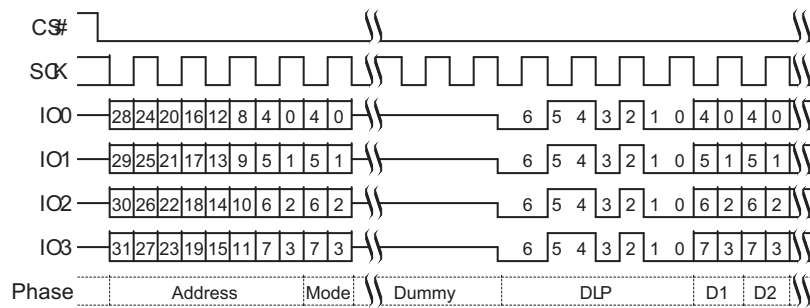 CS#
SCK
IO0 28 24 20 16 12 8 4 0 4 0 6 5 4 3 2 1 0 4 0 4 0
IO1 29 25 21 17 13 9 5 1 5 1 6 5 4 3 2 1 0 5 1 5 1
IO2 30 26 22 18 14 10 6 2 6 2 6 5 4 3 2 1 0 6 2 6 2
IO3 31 27 23 19 15 11 7 3 7 3 6 5 4 3 2 1 0 7 3 7 3
Phase Address Mode Dummy DLP D1 D2